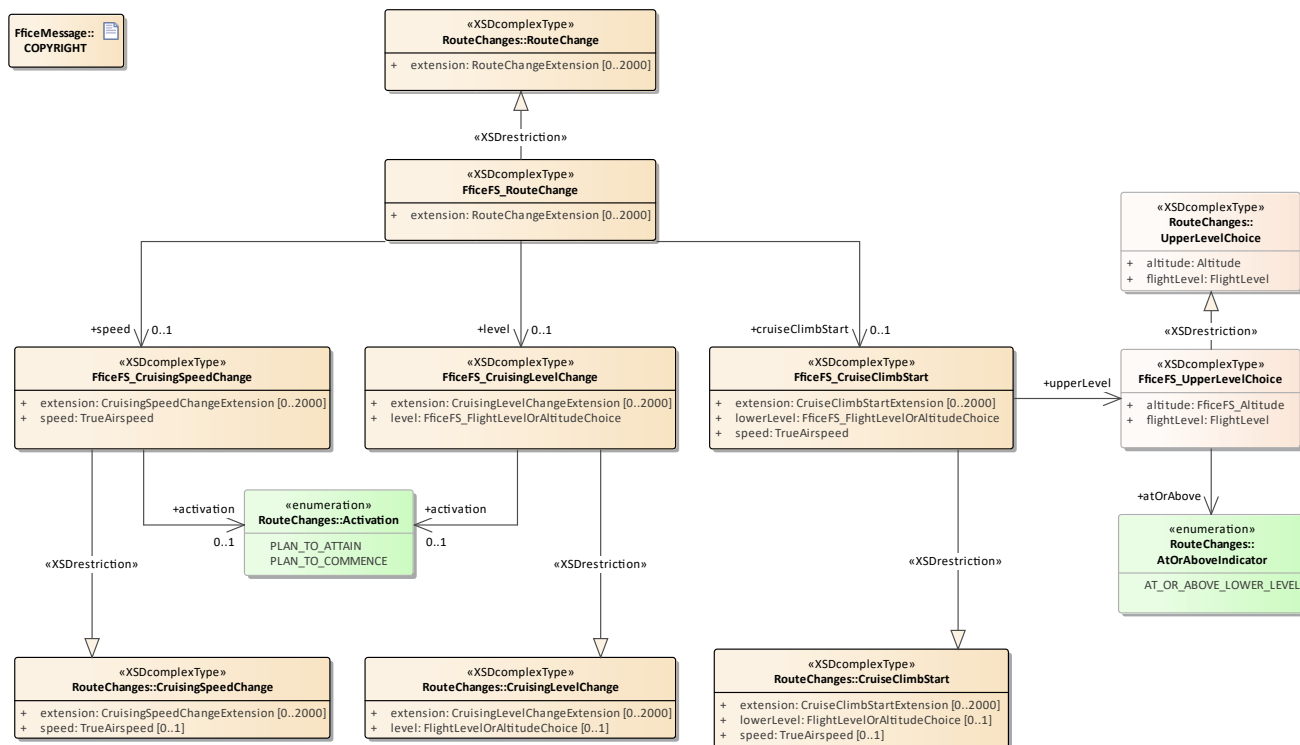 FficeMessage::
COPYRIGHT
«XSDcomplexType»
RouteChanges::RouteChange
+ extension: RouteChangeExtension [0..2000]
«XSDrestriction»
«XSDcomplexType»
FficeFS_RouteChange
+ extension: RouteChangeExtension [0..2000]
«XSDcomplexType»
RouteChanges::
UpperLevelChoice
+ altitude: Altitude
+ flightLevel: FlightLevel
«XSDrestriction»
+speed 0..1
+level 0..1
+cruiseClimbStart 0..1
«XSDcomplexType»
FficeFS_CruisingSpeedChange
+ extension: CruisingSpeedChangeExtension [0..2000]
+ speed: TrueAirspeed
«XSDcomplexType»
FficeFS_CruisingLevelChange
+ extension: CruisingLevelChangeExtension [0..2000]
+ level: FficeFS_FlightLevelOrAltitudeChoice
«XSDcomplexType»
FficeFS_CruiseClimbStart
+ extension: CruiseClimbStartExtension [0..2000]
+ lowerLevel: FficeFS_FlightLevelOrAltitudeChoice
+ speed: TrueAirspeed
+upperLevel
«XSDcomplexType»
FficeFS_UpperLevelChoice
+ altitude: FficeFS_Altitude
+ flightLevel: FlightLevel
+activation
0..1
«enumeration»
RouteChanges::Activation
PLAN_TO_ATTAIN
PLAN_TO_COMMENCE
+activation
0..1
+atOrAbove
«enumeration»
RouteChanges::
AtOrAboveIndicator
AT_OR_ABOVE_LOWER_LEVEL
«XSDrestriction»
«XSDrestriction»
«XSDrestriction»
«XSDcomplexType»
RouteChanges::CruisingSpeedChange
+ extension: CruisingSpeedChangeExtension [0..2000]
+ speed: TrueAirspeed [0..1]
«XSDcomplexType»
RouteChanges::CruisingLevelChange
+ extension: CruisingLevelChangeExtension [0..2000]
+ level: FlightLevelOrAltitudeChoice [0..1]
«XSDcomplexType»
RouteChanges::CruiseClimbStart
+ extension: CruiseClimbStartExtension [0..2000]
+ lowerLevel: FlightLevelOrAltitudeChoice [0..1]
+ speed: TrueAirspeed [0..1]